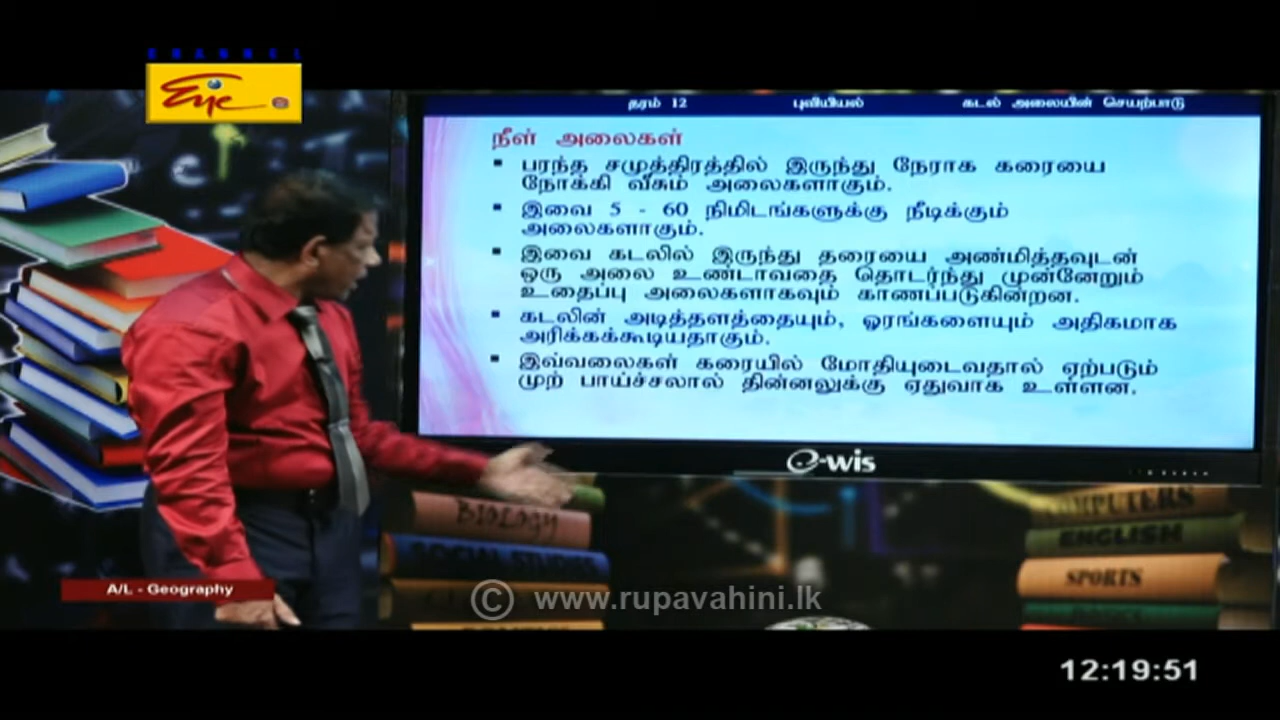 CHANNEL
Eye
தரம் 12 புவியியல் கடல் அலையின் செயற்பாடு
நீள் அலைகள்
▪ பரந்த சமுத்திரத்தில் இருந்து நேராக கரையை
நோக்கி வீசும் அலைகளாகும்.
▪ இவை 5 - 60 நிமிடங்களுக்கு நீடிக்கும்
அலைகளாகும்.
▪ இவை கடலில் இருந்து தரையை அண்மித்தவுடன்
ஒரு அலை உண்டாவதை தொடர்ந்து முன்னேறும்
உதைப்பு அலைகளாகவும் காணப்படுகின்றன.
▪ கடலின் அடித்தளத்தையும், ஓரங்களையும் அதிகமாக
அரிக்கக்கூடியதாகும்.
▪ இவ்வலைகள் கரையில் மோதியுடைவதால் ஏற்படும்
முற் பாய்ச்சலால் தின்னலுக்கு ஏதுவாக உள்ளன.
e-wis
BIOLOGY
SOCIAL STUDIES
COMPUTERS
ENGLISH
SPORTS
A/L - Geography
© www.rupavahini.lk
12:19:51